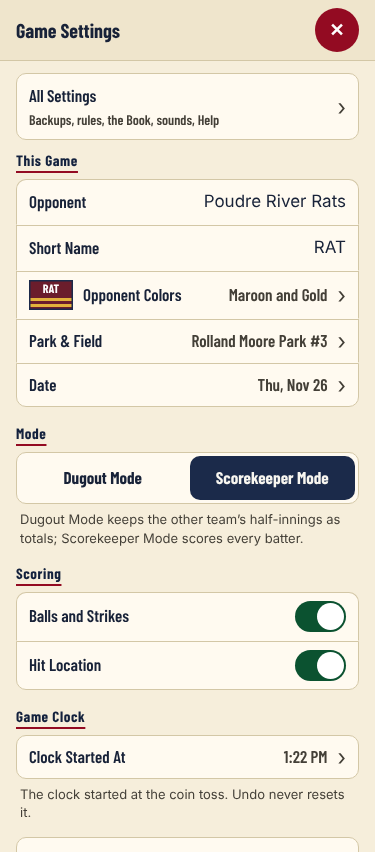 Game Settings
All Settings
Backups, rules, the Book, sounds, Help
This Game
Opponent Poudre River Rats
Short Name RAT
RAT Opponent Colors Maroon and Gold
Park & Field Rolland Moore Park #3
Date Thu, Nov 26
Mode
Dugout Mode Scorekeeper Mode
Dugout Mode keeps the other team’s half-innings as
totals; Scorekeeper Mode scores every batter.
Scoring
Balls and Strikes
Hit Location
Game Clock
Clock Started At 1:22 PM
The clock started at the coin toss. Undo never resets
it.